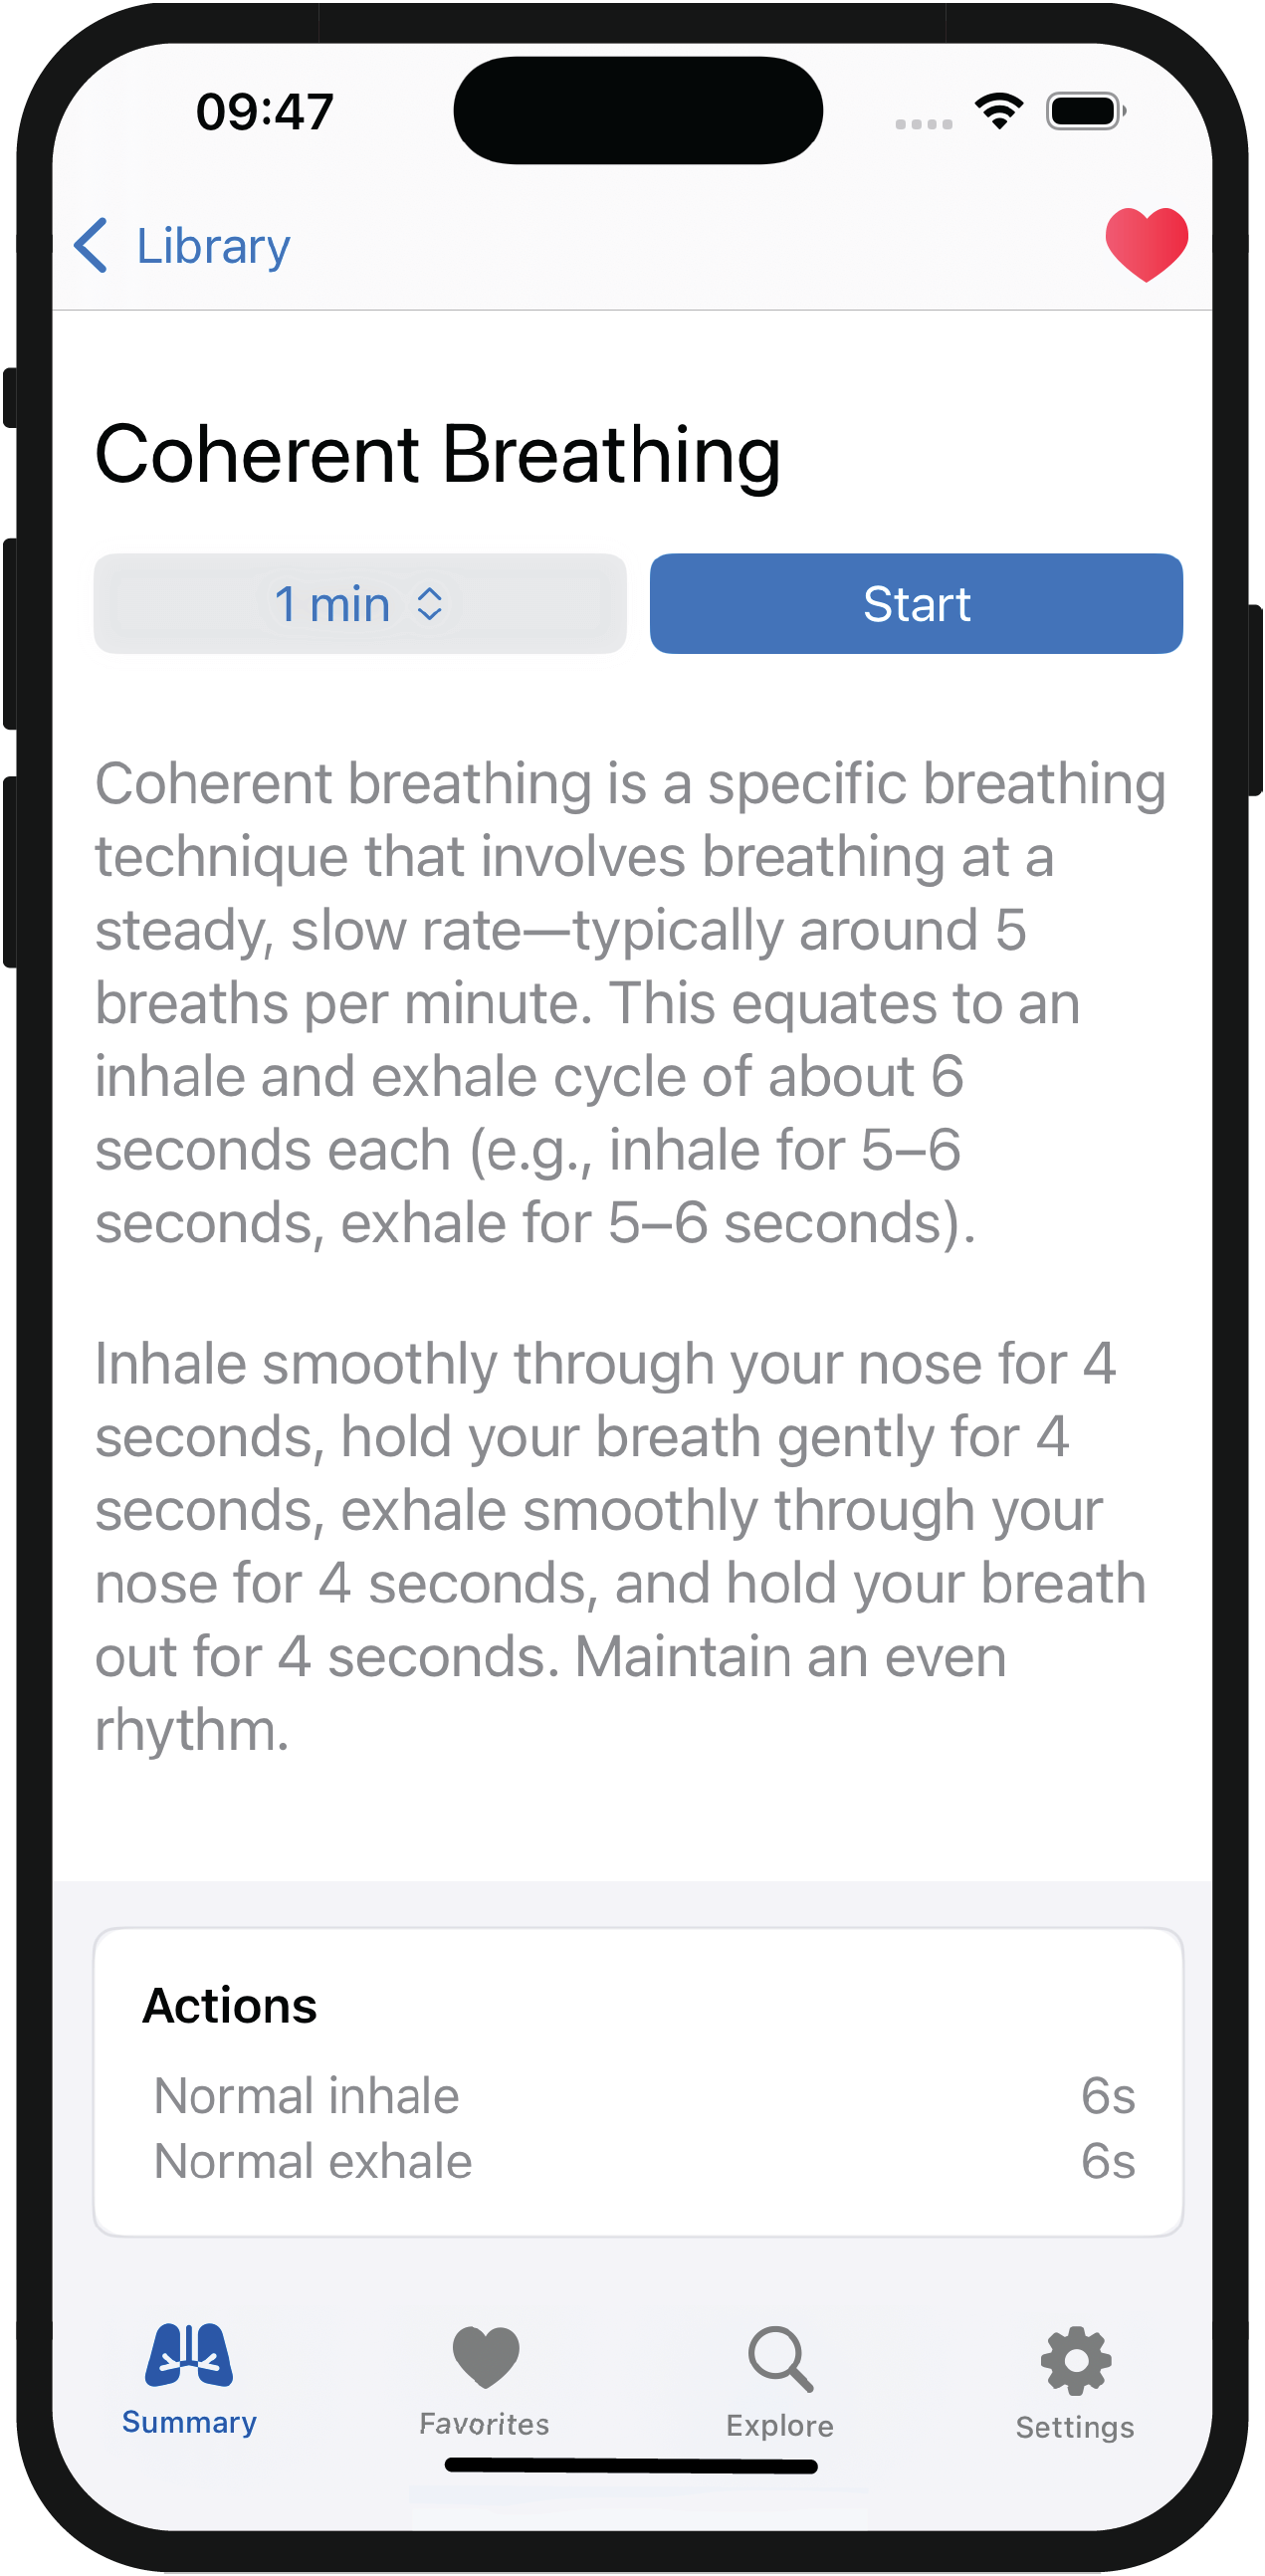 09:47
Library
Coherent Breathing
1 min
Start
Coherent breathing is a specific breathing
technique that involves breathing at a
steady, slow rate—typically around 5
breaths per minute. This equates to an
inhale and exhale cycle of about 6
seconds each (e.g., inhale for 5–6
seconds, exhale for 5–6 seconds).
Inhale smoothly through your nose for 4
seconds, hold your breath gently for 4
seconds, exhale smoothly through your
nose for 4 seconds, and hold your breath
out for 4 seconds. Maintain an even
rhythm.
Actions
Normal inhale 6s
Normal exhale 6s
Summary Favorites Explore Settings